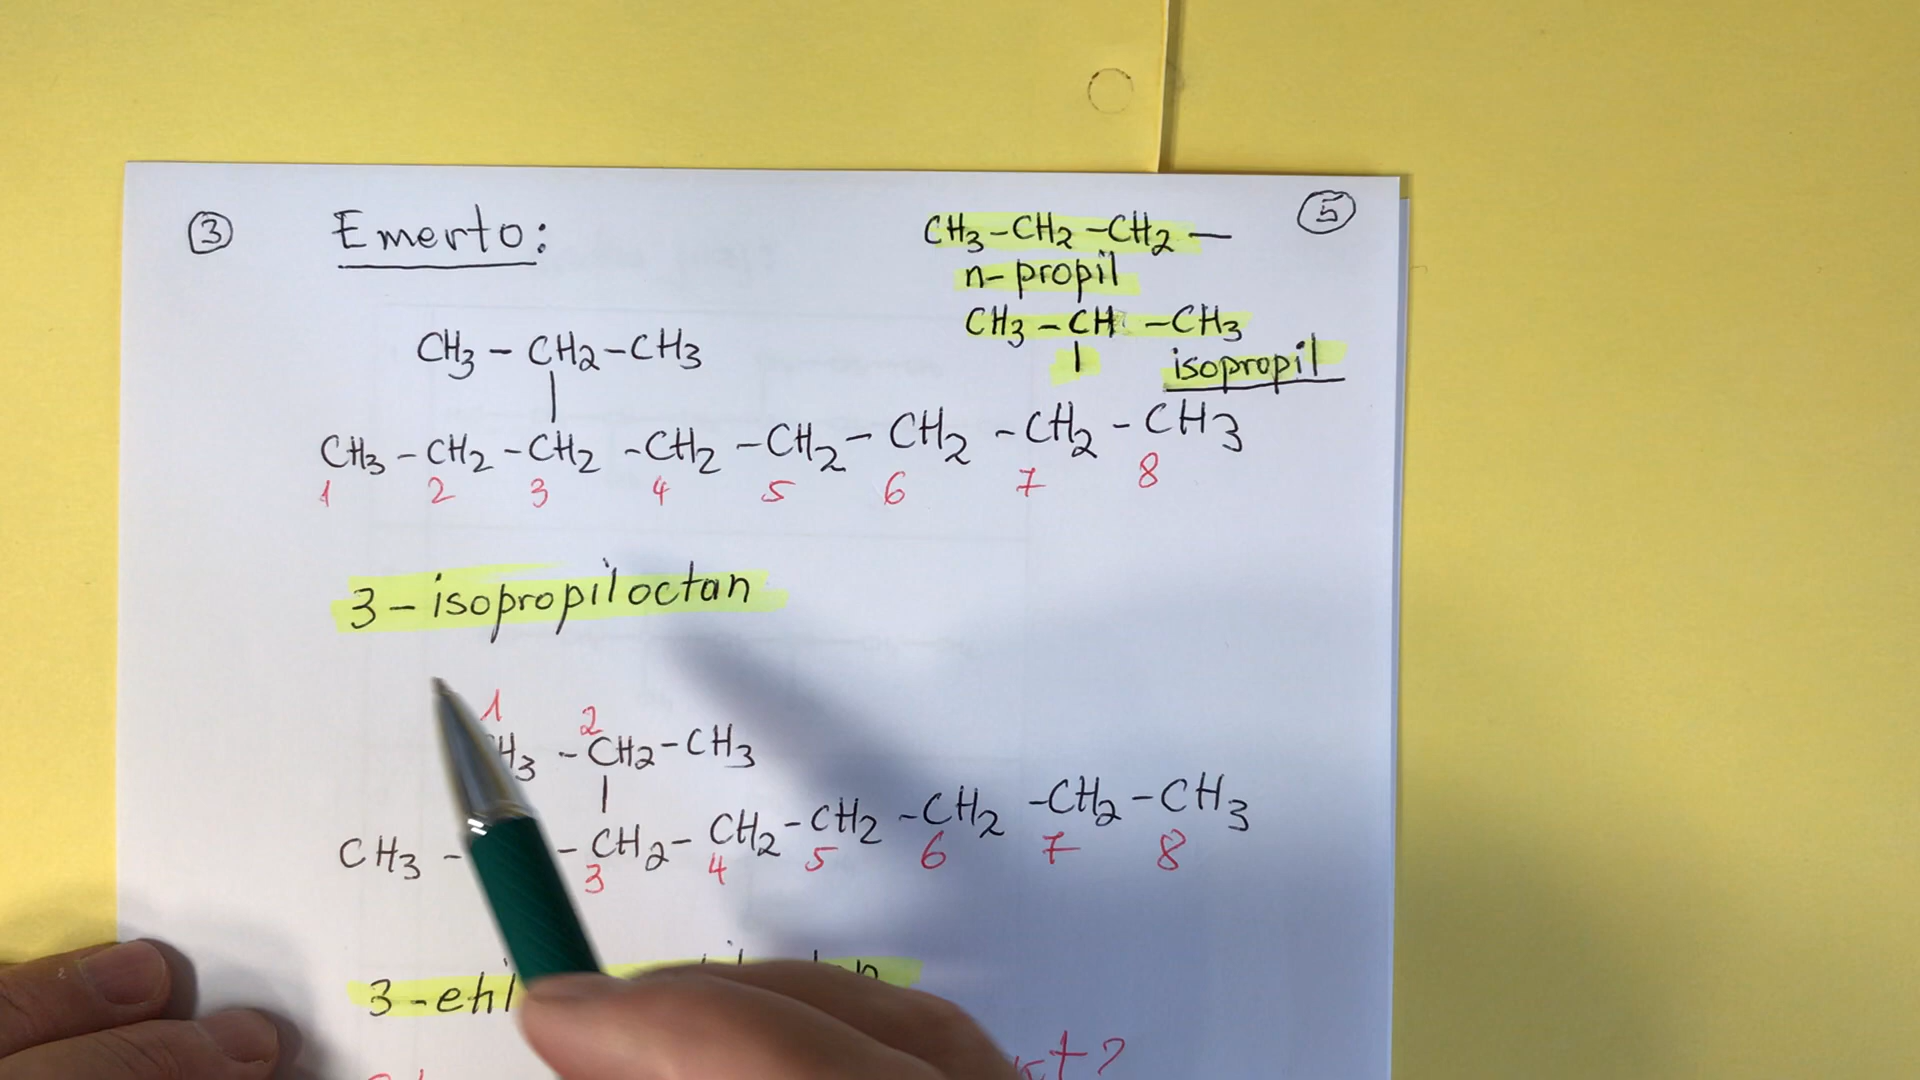 ③ Emerto: ⑤
CH3-CH2-CH2—
n-propil
CH3-CH-CH3
|
isopropil
CH3-CH2-CH3
|
CH3-CH2-CH2-CH2-CH2-CH2-CH2-CH3
1 2 3 4 5 6 7 8
3-isopropiloctan
1 2
H3-CH2-CH3
|
CH3- -CH2-CH2-CH2-CH2-CH2-CH3
3 4 5 6 7 8
3-etil